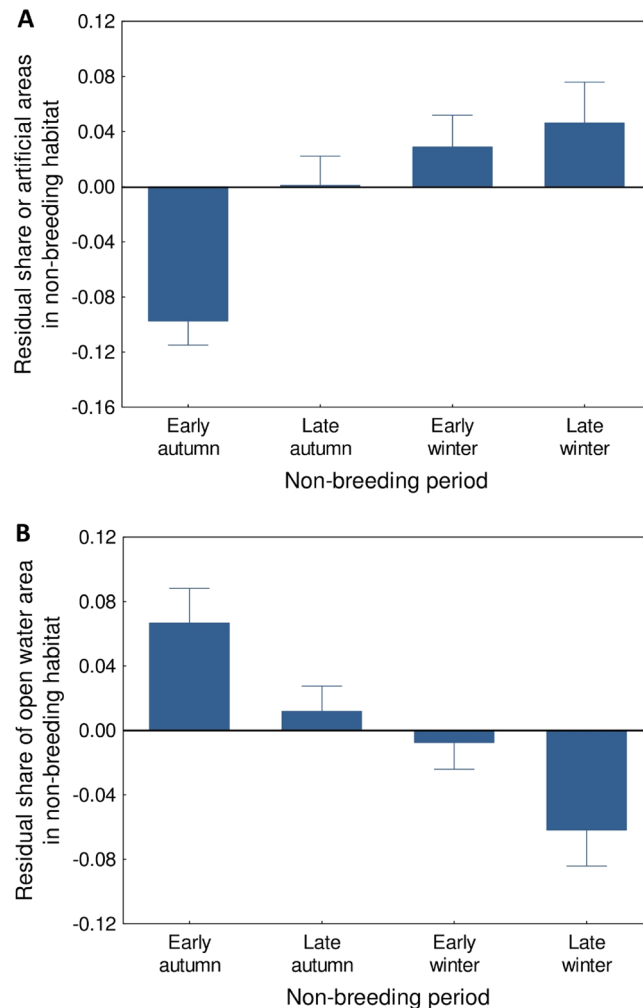 A
Residual share or artificial areas
in non-breeding habitat
0.12
0.08
0.04
0.00
-0.04
-0.08
-0.12
-0.16
Early
autumn
Late
autumn
Early
winter
Late
winter
Non-breeding period
B
Residual share of open water area
in non-breeding habitat
0.12
0.08
0.04
0.00
-0.04
-0.08
-0.12
Early
autumn
Late
autumn
Early
winter
Late
winter
Non-breeding period